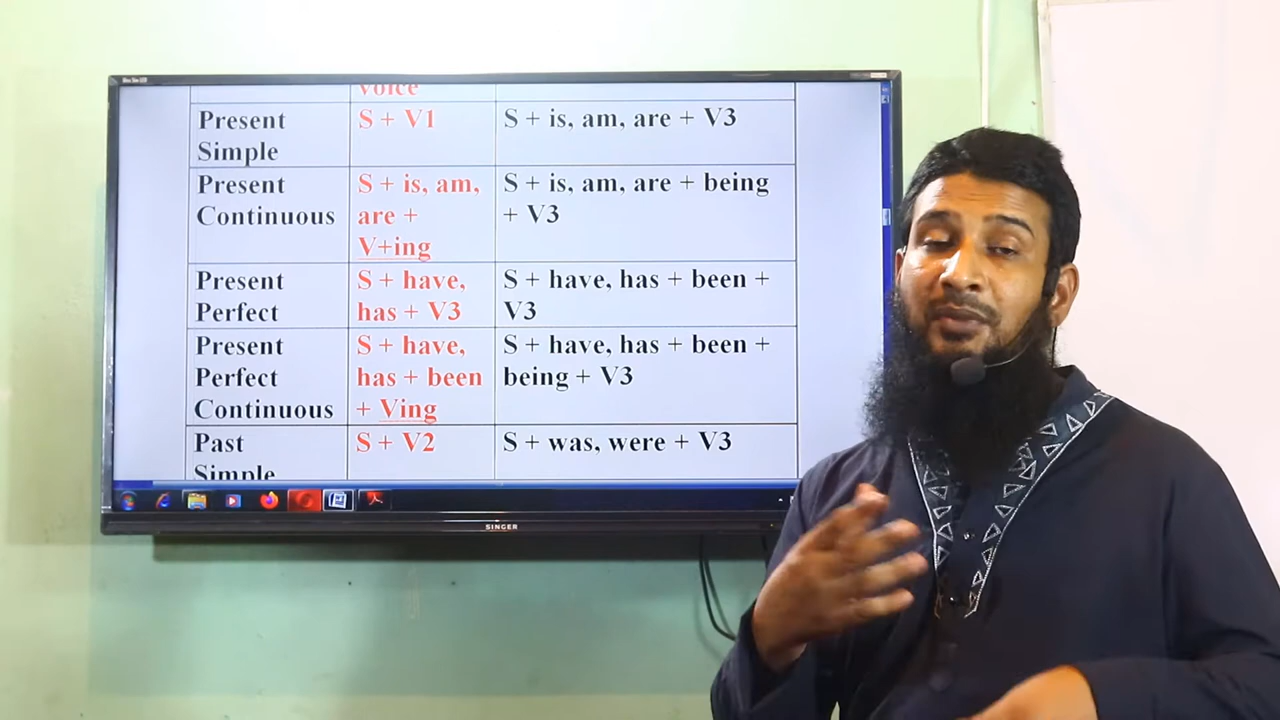 voice
Present S + V1 S + is, am, are + V3
Simple
Present S + is, am, S + is, am, are + being
Continuous are + + V3
V+ing
Present S + have, S + have, has + been +
Perfect has + V3 V3
Present S + have, S + have, has + been +
Perfect has + been being + V3
Continuous + Ving
Past S + V2 S + was, were + V3
Simple
SINGER